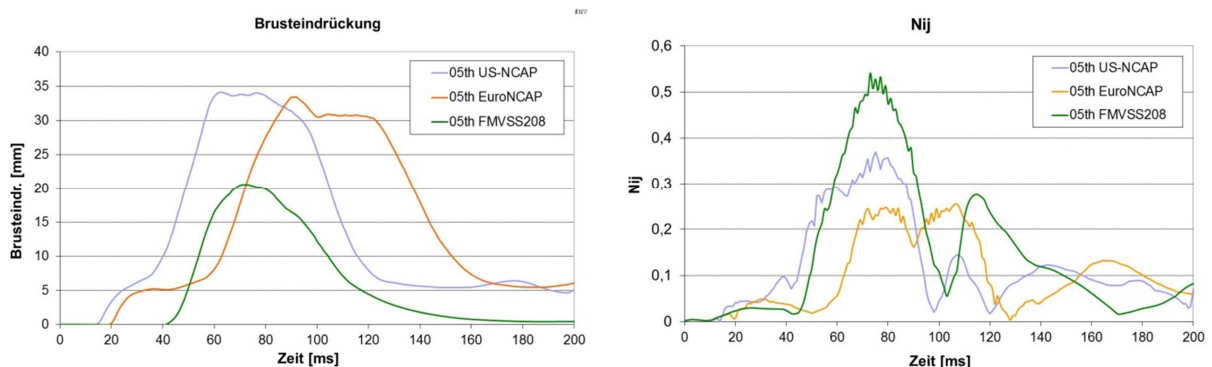 Brusteindrückung
40
35
30
25
20
15
10
5
0
Brusteindr. [mm]
05th US-NCAP
05th EuroNCAP
05th FMVSS208
0 20 40 60 80 100 120 140 160 180 200
Zeit [ms]
Nij
0,6
0,5
0,4
0,3
0,2
0,1
0
Nij
05th US-NCAP
05th EuroNCAP
05th FMVSS208
0 20 40 60 80 100 120 140 160 180 200
Zeit [ms]